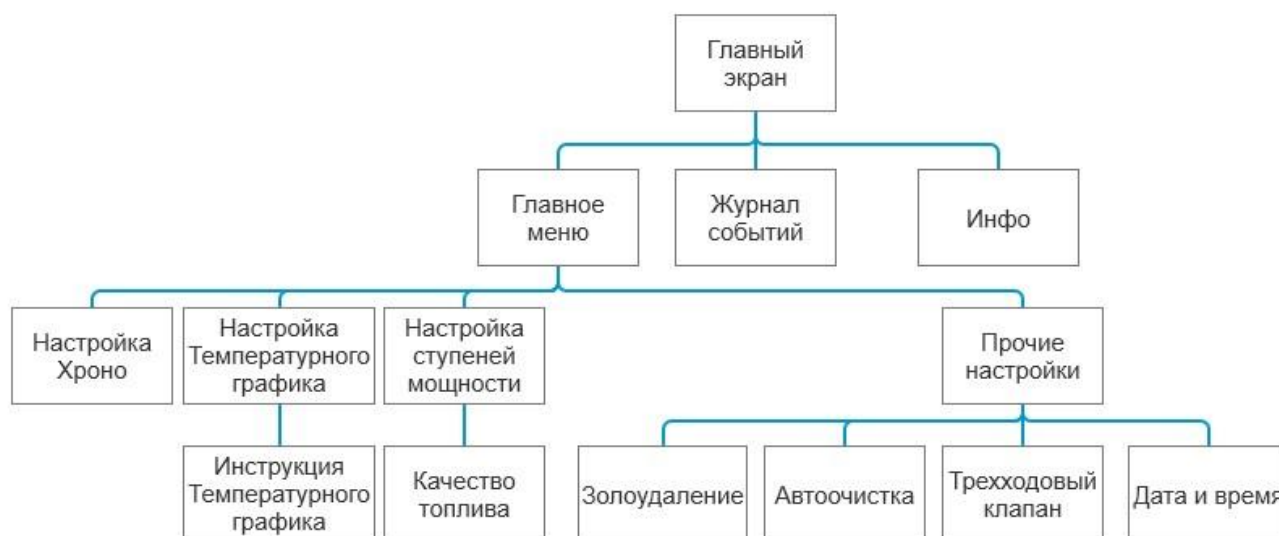 Главный
экран
Главное
меню
Журнал
событий
Инфо
Настройка
Хроно
Настройка
Температурного
графика
Настройка
ступеней
мощности
Прочие
настройки
Инструкция
Температурного
графика
Качество
топлива
Золоудаление
Автоочистка
Трехходовый
клапан
Дата и время